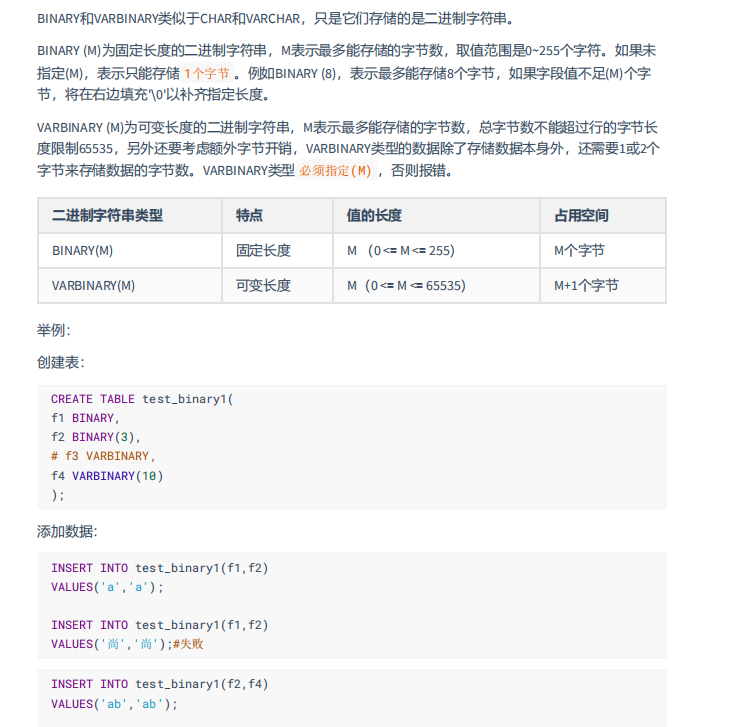 BINARY和VARBINARY类似于CHAR和VARCHAR，只是它们存储的是二进制字符串。
BINARY (M)为固定长度的二进制字符串，M表示最多能存储的字节数，取值范围是0~255个字符。如果未
指定(M)，表示只能存储 1个字节 。例如BINARY (8)，表示最多能存储8个字节，如果字段值不足(M)个字
节，将在右边填充'\0'以补齐指定长度。
VARBINARY (M)为可变长度的二进制字符串，M表示最多能存储的字节数，总字节数不能超过行的字节长
度限制65535，另外还要考虑额外字节开销，VARBINARY类型的数据除了存储数据本身外，还需要1或2个
字节来存储数据的字节数。VARBINARY类型 必须指定(M) ，否则报错。
二进制字符串类型 特点 值的长度 占用空间
BINARY(M) 固定长度 M （0 <= M <= 255） M个字节
VARBINARY(M) 可变长度 M（0 <= M <= 65535） M+1个字节
举例：
创建表：
CREATE TABLE test_binary1(
f1 BINARY,
f2 BINARY(3),
# f3 VARBINARY,
f4 VARBINARY(10)
);
添加数据：
INSERT INTO test_binary1(f1,f2)
VALUES('a','a');
INSERT INTO test_binary1(f1,f2)
VALUES('尚','尚');#失败
INSERT INTO test_binary1(f2,f4)
VALUES('ab','ab');